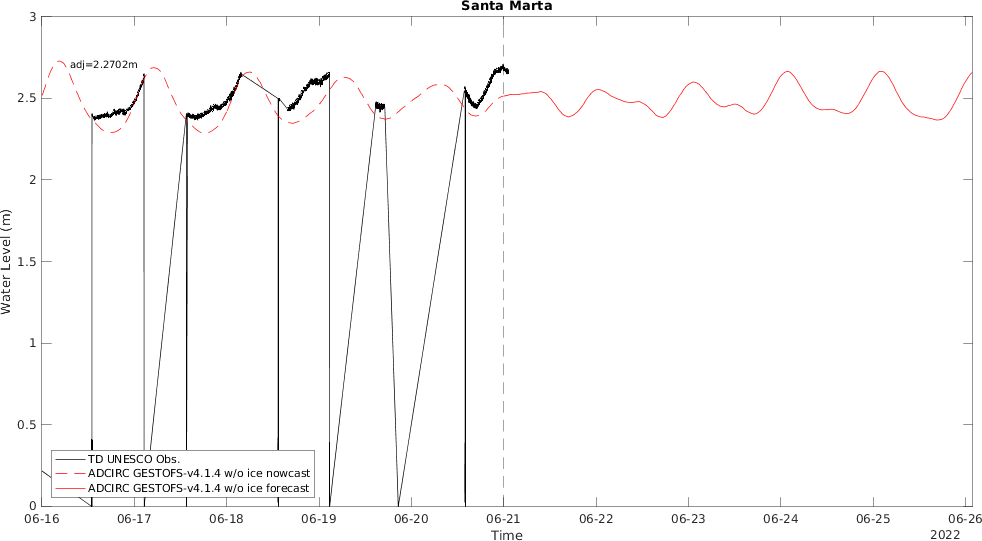 Santa Marta
adj=2.2702m
3
2.5
2
1.5
1
0.5
0
Water Level (m)
TD UNESCO Obs.
ADCIRC GESTOFS-v4.1.4 w/o ice nowcast
ADCIRC GESTOFS-v4.1.4 w/o ice forecast
06-16 06-17 06-18 06-19 06-20 06-21 06-22 06-23 06-24 06-25 06-26
Time
2022